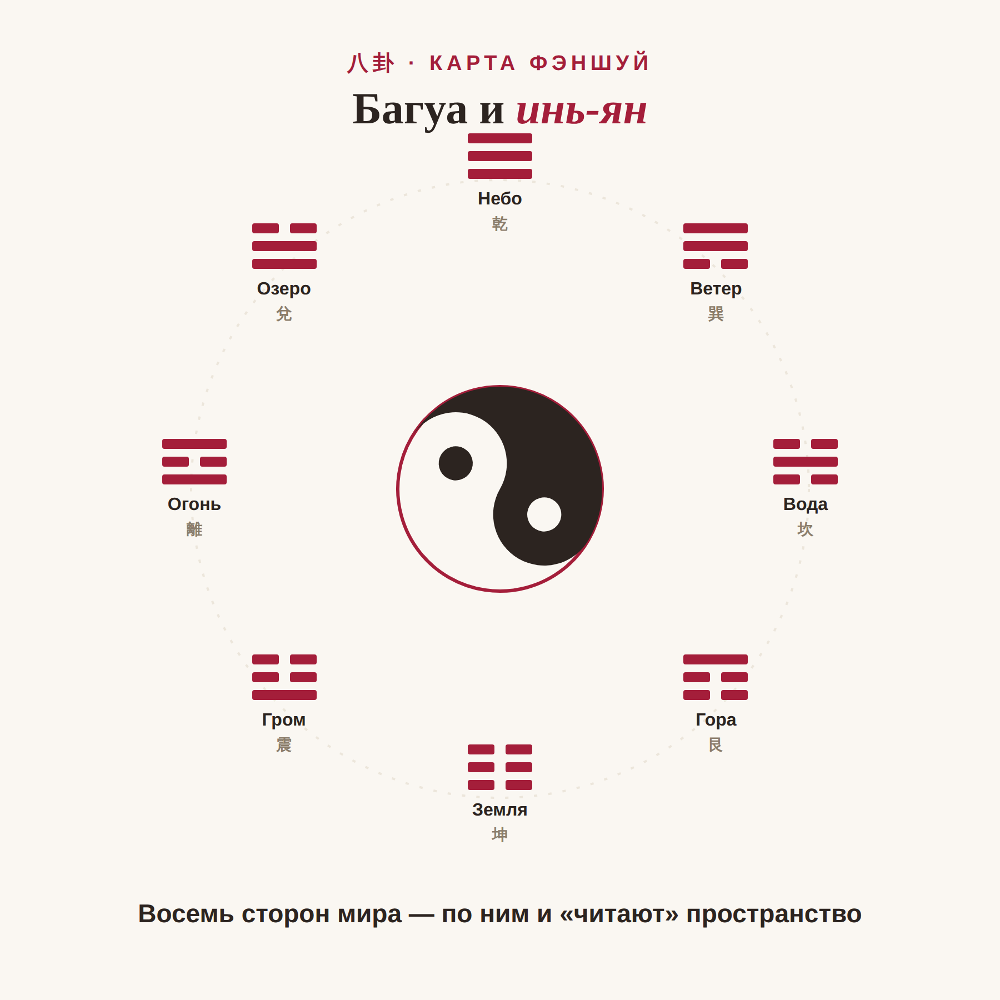 八卦 · КАРТА ФЭНШУЙ
Багуа и инь-ян
Небо
乾
Озеро
兌
Ветер
巽
Огонь
離
Вода
坎
Гром
震
Гора
艮
Земля
坤
Восемь сторон мира — по ним и «читают» пространство